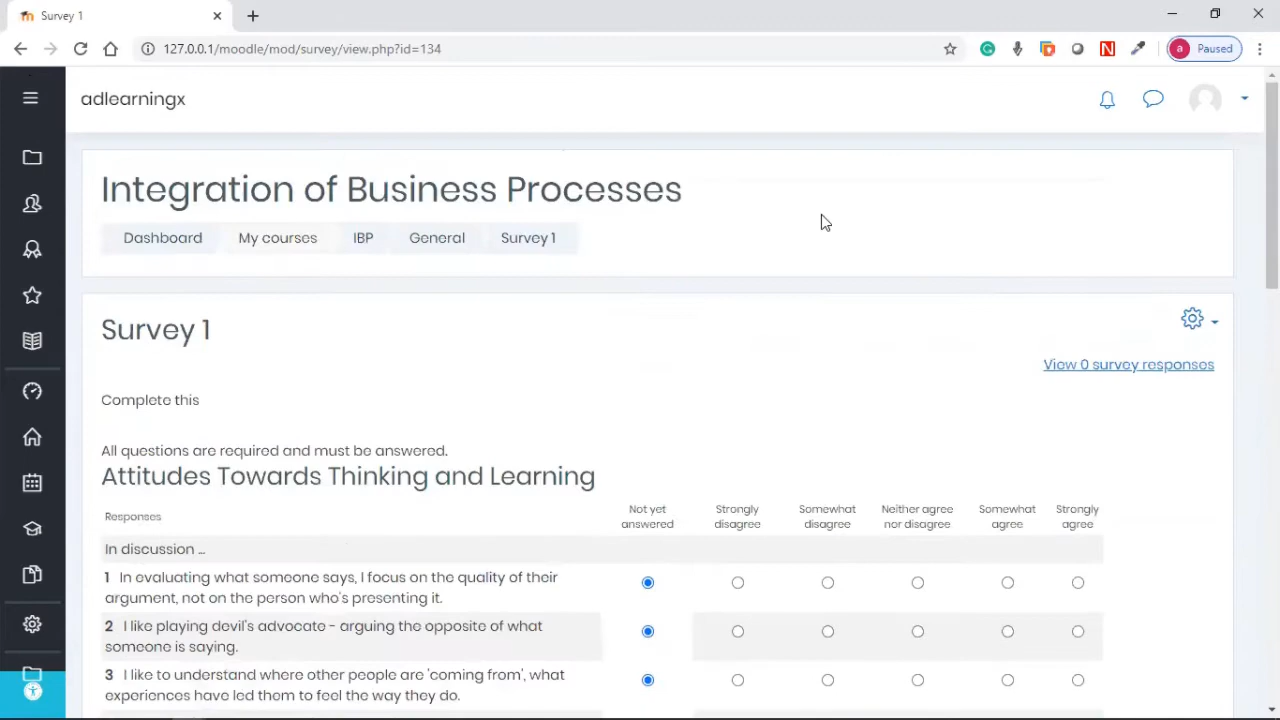 Survey 1
127.0.0.1/moodle/mod/survey/view.php?id=134
a Paused
adlearningx
Integration of Business Processes
Dashboard My courses IBP General Survey 1
Survey 1
View 0 survey responses
Complete this
All questions are required and must be answered.
Attitudes Towards Thinking and Learning
Responses Not yet answered Strongly disagree Somewhat disagree Neither agree nor disagree Somewhat agree Strongly agree
In discussion ...
1 In evaluating what someone says, I focus on the quality of their
argument, not on the person who's presenting it.
2 I like playing devil's advocate - arguing the opposite of what
someone is saying.
3 I like to understand where other people are 'coming from', what
experiences have led them to feel the way they do.